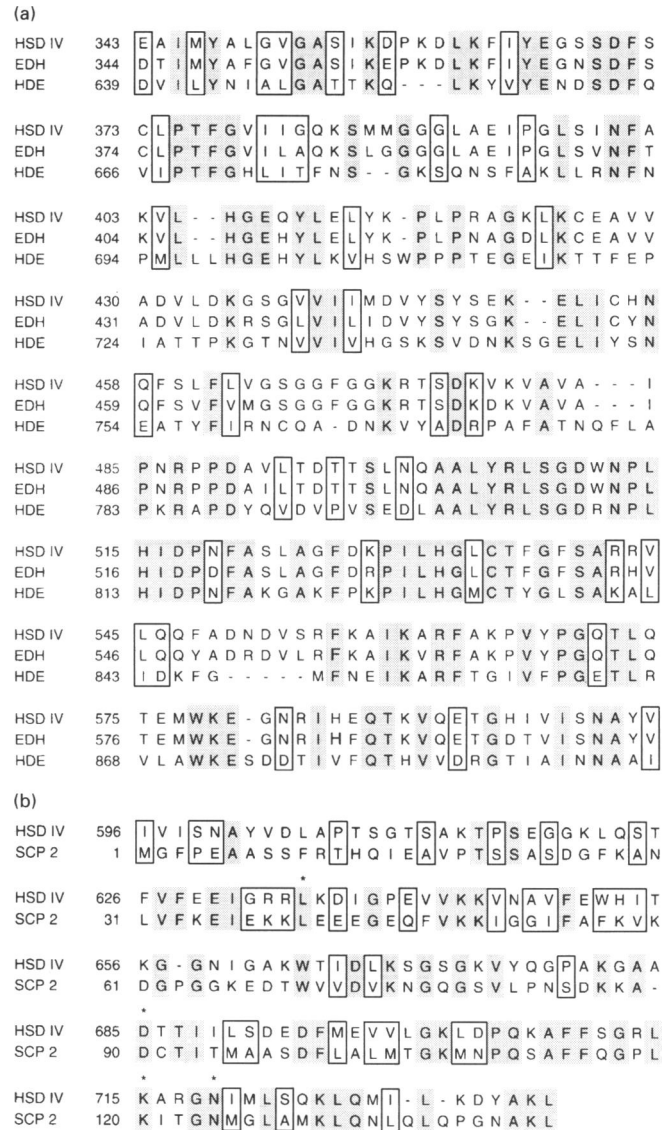 (a)
HSD IV 343 E A I M Y A L G V G A S I K D P K D L K F I Y E G S S D F S
EDH 344 D T I M Y A F G V G A S I K E P K D L K F I Y E G N S D F S
HDE 639 D V I L Y N I A L G A T T K Q - - - L K Y V Y E N D S D F Q
HSD IV 373 C L P T F G V I I G Q K S M M G G G L A E I P G L S I N F A
EDH 374 C L P T F G V I L A Q K S L G G G G L A E I P G L S V N F T
HDE 666 V I P T F G H L I T F N S - - G K S Q N S F A K L L R N F N
HSD IV 403 K V L - - H G E Q Y L E L Y K - P L P R A G K L K C E A V V
EDH 404 K V L - - H G E H Y L E L Y K - P L P N A G D L K C E A V V
HDE 694 P M L L L H G E H Y L K V H S W P P P T E G E I K T T F E P
HSD IV 430 A D V L D K G S G V V I I M D V Y S Y S E K - - E L I C H N
EDH 431 A D V L D K R S G L V I L I D V Y S Y S G K - - E L I C Y N
HDE 724 I A T T P K G T N V V I V H G S K S V D N K S G E L I Y S N
HSD IV 458 Q F S L F L V G S G G F G G K R T S D K V K V A V A - - - I
EDH 459 Q F S V F V M G S G G F G G K R T S D K D K V A V A - - - I
HDE 754 E A T Y F I R N C Q A - D N K V Y A D R P A F A T N Q F L A
HSD IV 485 P N R P P D A V L T D T T S L N Q A A L Y R L S G D W N P L
EDH 486 P N R P P D A I L T D T T S L N Q A A L Y R L S G D W N P L
HDE 783 P K R A P D Y Q V D V P V S E D L A A L Y R L S G D R N P L
HSD IV 515 H I D P N F A S L A G F D K P I L H G L C T F G F S A R R V
EDH 516 H I D P D F A S L A G F D R P I L H G L C T F G F S A R H V
HDE 813 H I D P N F A K G A K F P K P I L H G M C T Y G L S A K A L
HSD IV 545 L Q Q F A D N D V S R F K A I K A R F A K P V Y P G Q T L Q
EDH 546 L Q Q Y A D R D V L R F K A I K V R F A K P V Y P G Q T L Q
HDE 843 I D K F G - - - - - M F N E I K A R F T G I V F P G E T L R
HSD IV 575 T E M W K E - G N R I H E Q T K V Q E T G H I V I S N A Y V
EDH 576 T E M W K E - G N R I H F Q T K V Q E T G D T V I S N A Y V
HDE 868 V L A W K E S D D T I V F Q T H V V D R G T I A I N N A A I
(b)
HSD IV 596 I V I S N A Y V D L A P T S G T S A K T P S E G G K L Q S T
SCP 2 1 M G F P E A A S S F R T H Q I E A V P T S S A S D G F K A N
*
HSD IV 626 F V F E E I G R R L K D I G P E V V K K V N A V F E W H I T
SCP 2 31 L V F K E I E K K L E E E G E Q F V K K I G G I F A F K V K
HSD IV 656 K G - G N I G A K W T I D L K S G S G K V Y Q G P A K G A A
SCP 2 61 D G P G G K E D T W V V D V K N G Q G S V L P N S D K K A -
*
HSD IV 685 D T T I I L S D E D F M E V V L G K L D P Q K A F F S G R L
SCP 2 90 D C T I T M A A S D F L A L M T G K M N P Q S A F F Q G P L
* *
HSD IV 715 K A R G N I M L S Q K L Q M I - L - K D Y A K L
SCP 2 120 K I T G N M G L A M K L Q N L Q L Q P G N A K L